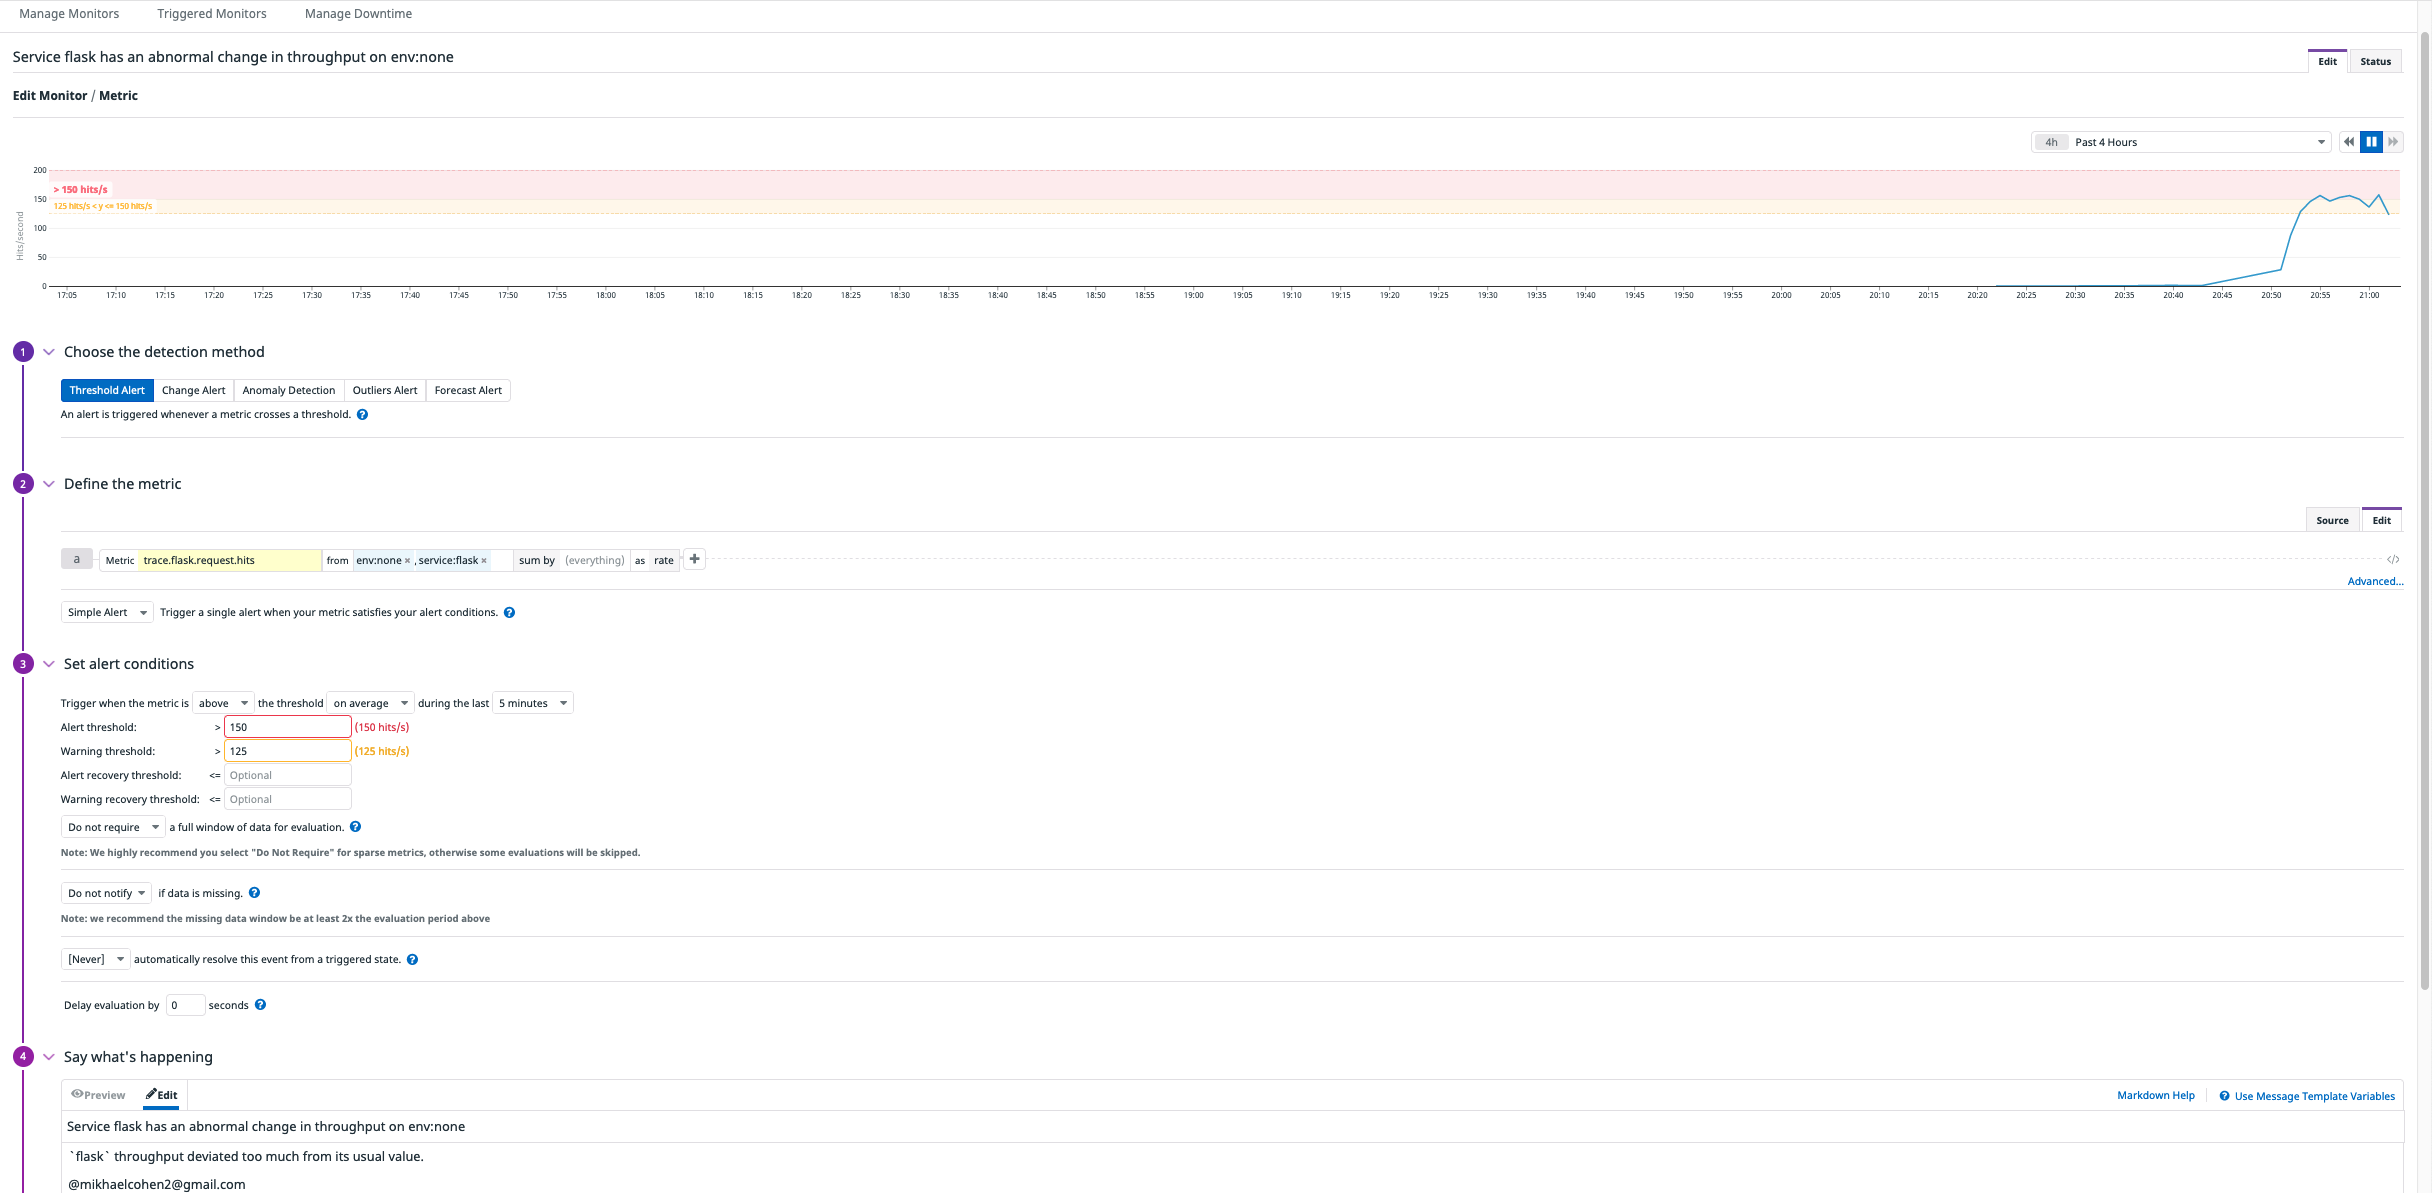 Manage Monitors Triggered Monitors Manage Downtime
Service flask has an abnormal change in throughput on env:none
Edit Status
Edit Monitor / Metric
4h Past 4 Hours
200
> 150 hits/s
150
125 hits/s < y <= 150 hits/s
Hits/second
100
50
0
17:05 17:10 17:15 17:20 17:25 17:30 17:35 17:40 17:45 17:50 17:55 18:00 18:05 18:10 18:15 18:20 18:25 18:30 18:35 18:40 18:45 18:50 18:55 19:00 19:05 19:10 19:15 19:20 19:25 19:30 19:35 19:40 19:45 19:50 19:55 20:00 20:05 20:10 20:15 20:20 20:25 20:30 20:35 20:40 20:45 20:50 20:55 21:00
1 Choose the detection method
Threshold Alert Change Alert Anomaly Detection Outliers Alert Forecast Alert
An alert is triggered whenever a metric crosses a threshold. ?
2 Define the metric
Source Edit
a Metric trace.flask.request.hits from env:none × , service:flask × sum by (everything) as rate + </>
Advanced...
Simple Alert Trigger a single alert when your metric satisfies your alert conditions. ?
3 Set alert conditions
Trigger when the metric is above the threshold on average during the last 5 minutes
Alert threshold: > 150 (150 hits/s)
Warning threshold: > 125 (125 hits/s)
Alert recovery threshold: <= Optional
Warning recovery threshold: <= Optional
Do not require a full window of data for evaluation. ?
Note: We highly recommend you select "Do Not Require" for sparse metrics, otherwise some evaluations will be skipped.
Do not notify if data is missing. ?
Note: we recommend the missing data window be at least 2x the evaluation period above
[Never] automatically resolve this event from a triggered state. ?
Delay evaluation by 0 seconds ?
4 Say what's happening
Preview Edit Markdown Help ? Use Message Template Variables
Service flask has an abnormal change in throughput on env:none
`flask` throughput deviated too much from its usual value.
@mikhaelcohen2@gmail.com